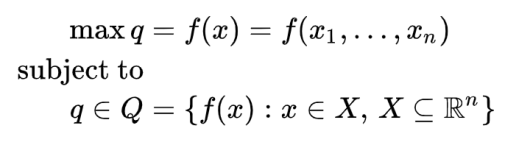 max q = f(x) = f(x₁, . . . , xₙ)
subject to
q ∈ Q = {f(x) : x ∈ X, X ⊆ ℝⁿ}